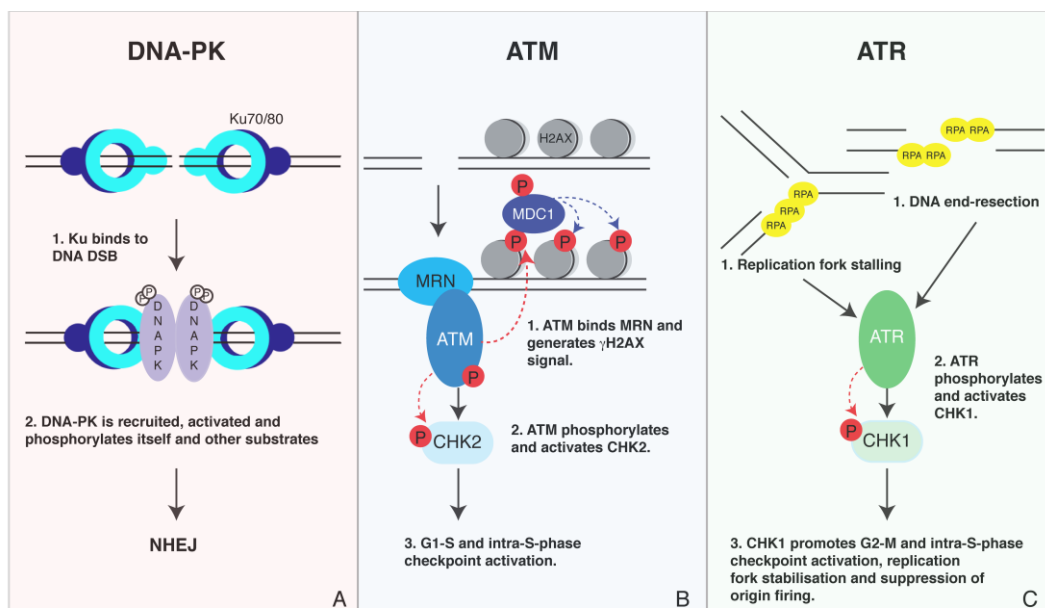 DNA-PK
Ku70/80
1. Ku binds to
DNA DSB
P
P
P
P
D
N
A
P
K
D
N
A
P
K
2. DNA-PK is recruited, activated and
phosphorylates itself and other substrates
NHEJ
A
ATM
H2AX
P
MDC1
P
P
P
MRN
ATM
1. ATM binds MRN and
generates γH2AX
signal.
P
P
CHK2
2. ATM phosphorylates
and activates CHK2.
3. G1-S and intra-S-phase
checkpoint activation.
B
ATR
RPA RPA
RPA RPA
RPA
RPA
RPA
1. DNA end-resection
1. Replication fork stalling
ATR
2. ATR
phosphorylates
and activates
CHK1.
P
CHK1
3. CHK1 promotes G2-M and intra-S-phase
checkpoint activation, replication
fork stabilisation and suppression of
origin firing.
C